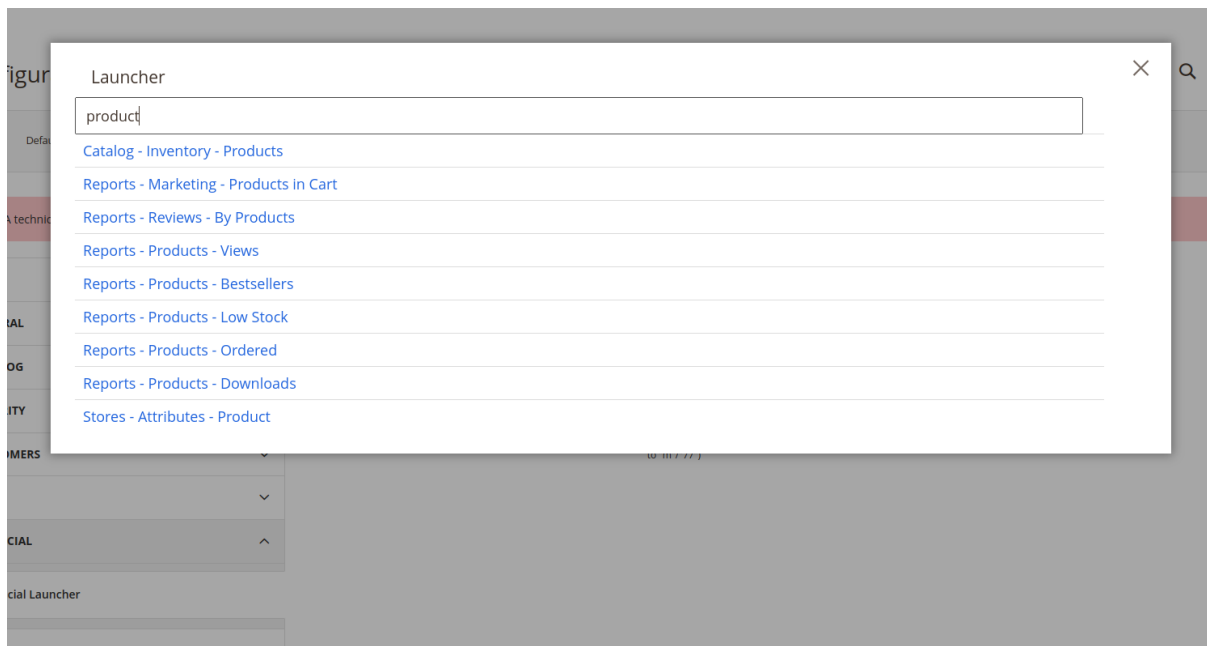 figur
Launcher
product
Defau
Catalog - Inventory - Products
Reports - Marketing - Products in Cart
Reports - Reviews - By Products
A technic
Reports - Products - Views
Reports - Products - Bestsellers
Reports - Products - Low Stock
RAL
Reports - Products - Ordered
OG
Reports - Products - Downloads
LITY
Stores - Attributes - Product
OMERS
CIAL
cial Launcher